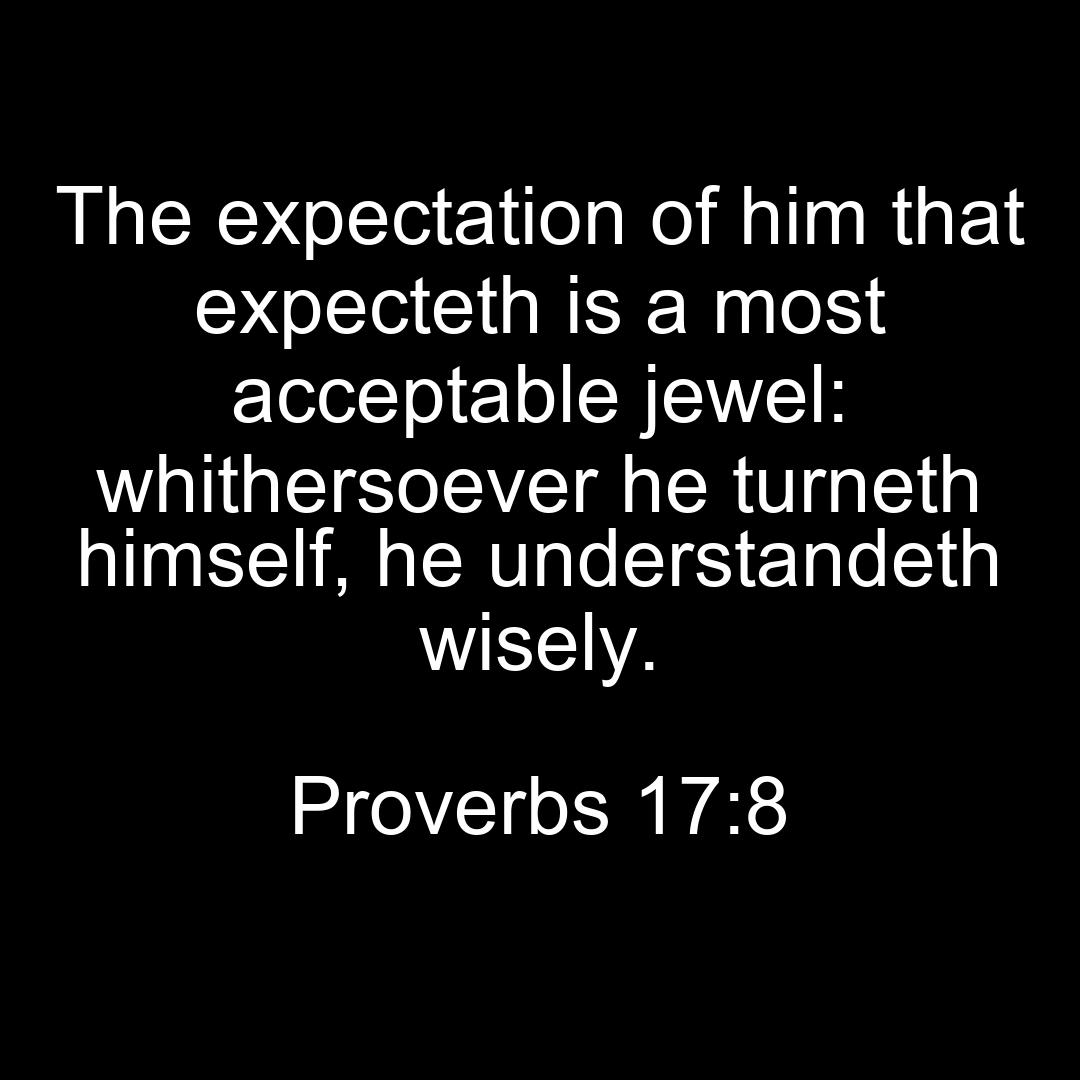 The expectation of him that
expecteth is a most
acceptable jewel:
whithersoever he turneth
himself, he understandeth
wisely.
Proverbs 17:8